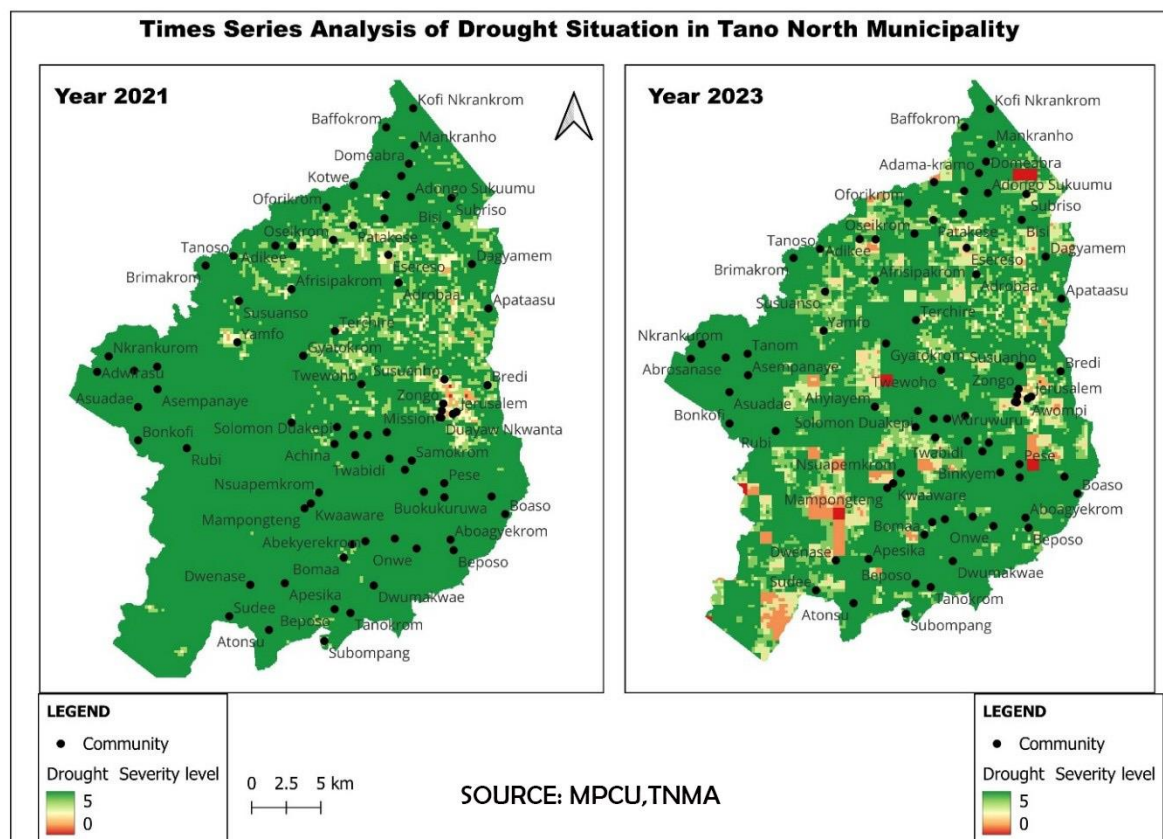 Times Series Analysis of Drought Situation in Tano North Municipality
Year 2021
Kofi Nkrankrom
Baffokrom
Mankranho
Domeabra
Kotwe
Adongo Sukuumu
Oforikrom
Subriso
Bisi
Oseikrom
Patakese
Tanoso
Adikee
Esereso
Dagyamem
Brimakrom
Afrisipakrom
Adrobaa
Susuanso
Apataasu
Terchire
Yamfo
Nkrankurom
Gyatokrom
Adwirasu
Susuanho
Bredi
Twewoho
Zongo
Asuadae
Asempanaye
Jerusalem
Mission
Solomon Duakepi
Duayaw Nkwanta
Bonkofi
Rubi
Achina
Samokrom
Twabidi
Pese
Nsuapemkrom
Buokukuruwa
Boaso
Mampongteng
Kwaaware
Aboagyekrom
Abekyerekrom
Onwe
Beposo
Bomaa
Dwenase
Apesika
Dwumakwae
Sudee
Beposo
Tanokrom
Atonsu
Subompang
Year 2023
Kofi Nkrankrom
Baffokrom
Mankranho
Adama-kramo
Domeabra
Adongo Sukuumu
Oforikrom
Subriso
Oseikrom
Patakese
Bisi
Tanoso
Adikee
Dagyamem
Esereso
Brimakrom
Afrisipakrom
Adrobaa
Susuanso
Apataasu
Terchire
Yamfo
Nkrankurom
Tanom
Gyatokrom
Susuanho
Bredi
Abrosanase
Asempanaye
Twewoho
Zongo
Jerusalem
Ahyiayem
Asuadae
Awompi
Bonkofi
Solomon Duakepi
Wuruwuru
Rubi
Twabidi
Pese
Nsuapemkrom
Binkyem
Mampongteng
Kwaaware
Boaso
Aboagyekrom
Bomaa
Onwe
Beposo
Dwenase
Apesika
Dwumakwae
Sudee
Beposo
Tanokrom
Atonsu
Subompang
LEGEND
Community
Drought Severity level
5
0
0 2.5 5 km
SOURCE: MPCU,TNMA
LEGEND
Community
Drought Severity level
5
0